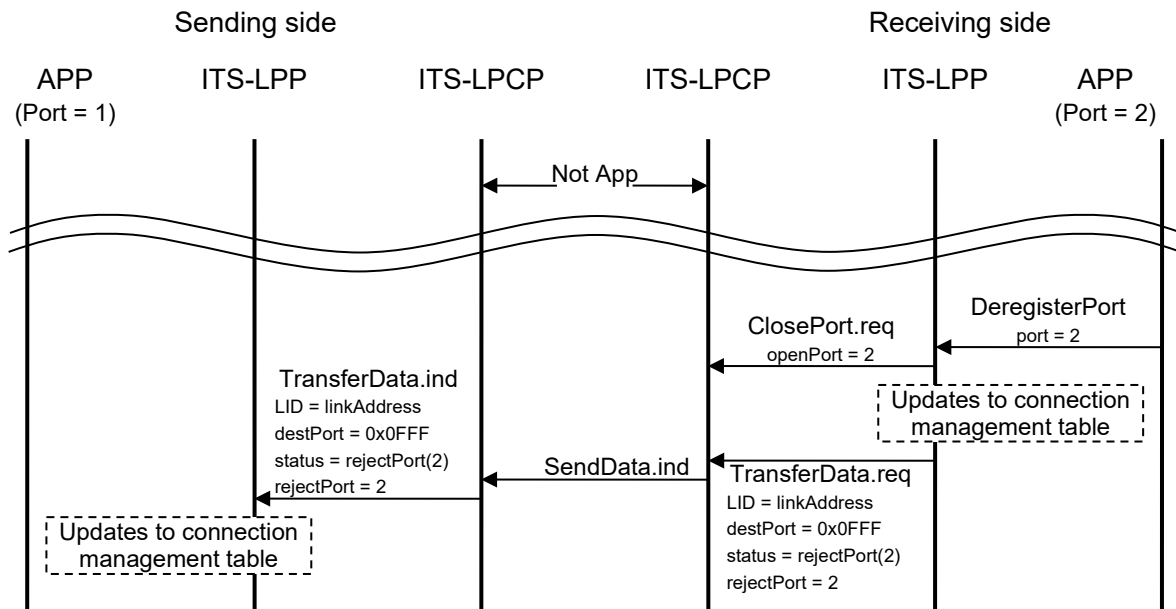 Sending side
Receiving side
APP
(Port = 1)
ITS-LPP
ITS-LPCP
ITS-LPCP
ITS-LPP
APP
(Port = 2)
Not App
DeregisterPort
port = 2
ClosePort.req
openPort = 2
Updates to connection
management table
TransferData.req
LID = linkAddress
destPort = 0x0FFF
status = rejectPort(2)
rejectPort = 2
SendData.ind
TransferData.ind
LID = linkAddress
destPort = 0x0FFF
status = rejectPort(2)
rejectPort = 2
Updates to connection
management table